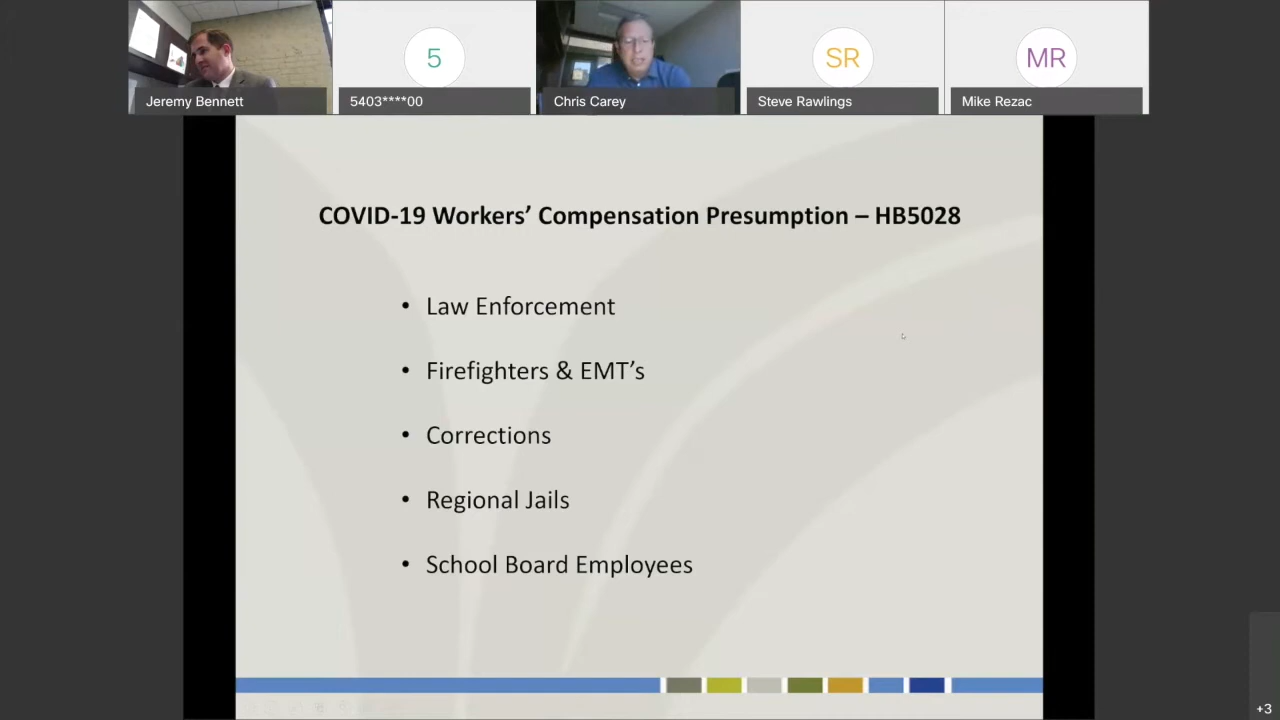 5
SR
MR
Jeremy Bennett
5403****00
Chris Carey
Steve Rawlings
Mike Rezac
COVID-19 Workers’ Compensation Presumption – HB5028
• Law Enforcement
• Firefighters & EMT’s
• Corrections
• Regional Jails
• School Board Employees
+3